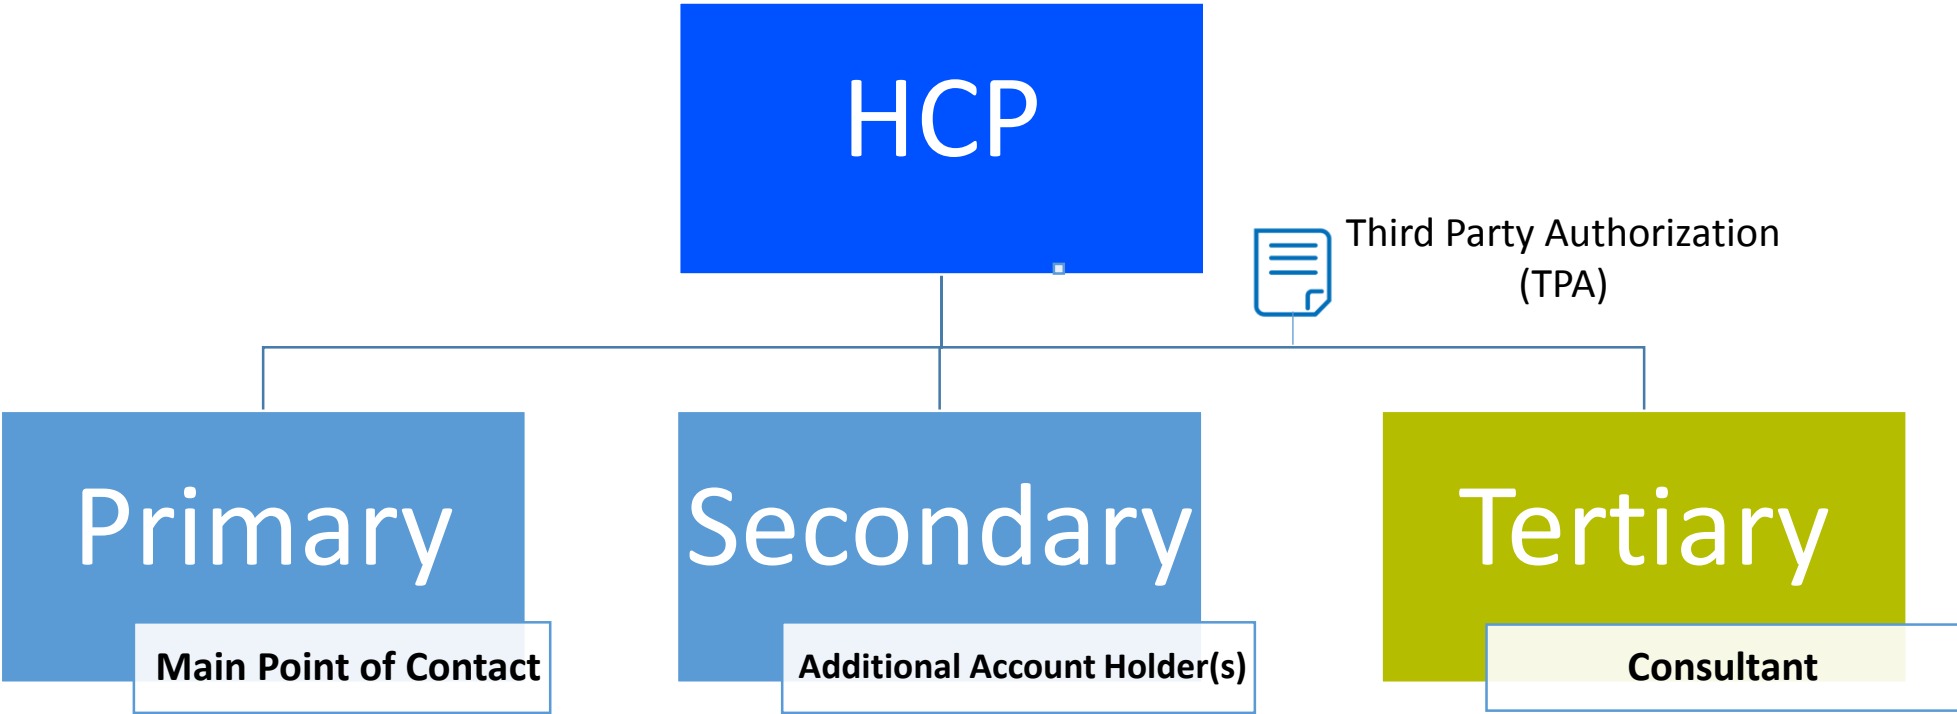 HCP
Third Party Authorization
(TPA)
Primary
Main Point of Contact
Secondary
Additional Account Holder(s)
Tertiary
Consultant